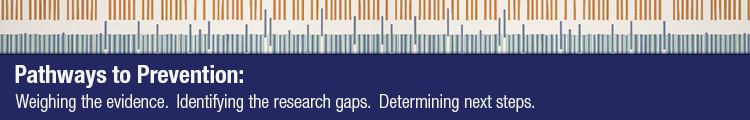 Pathways to Prevention:
Weighing the evidence. Identifying the research gaps. Determining next steps.